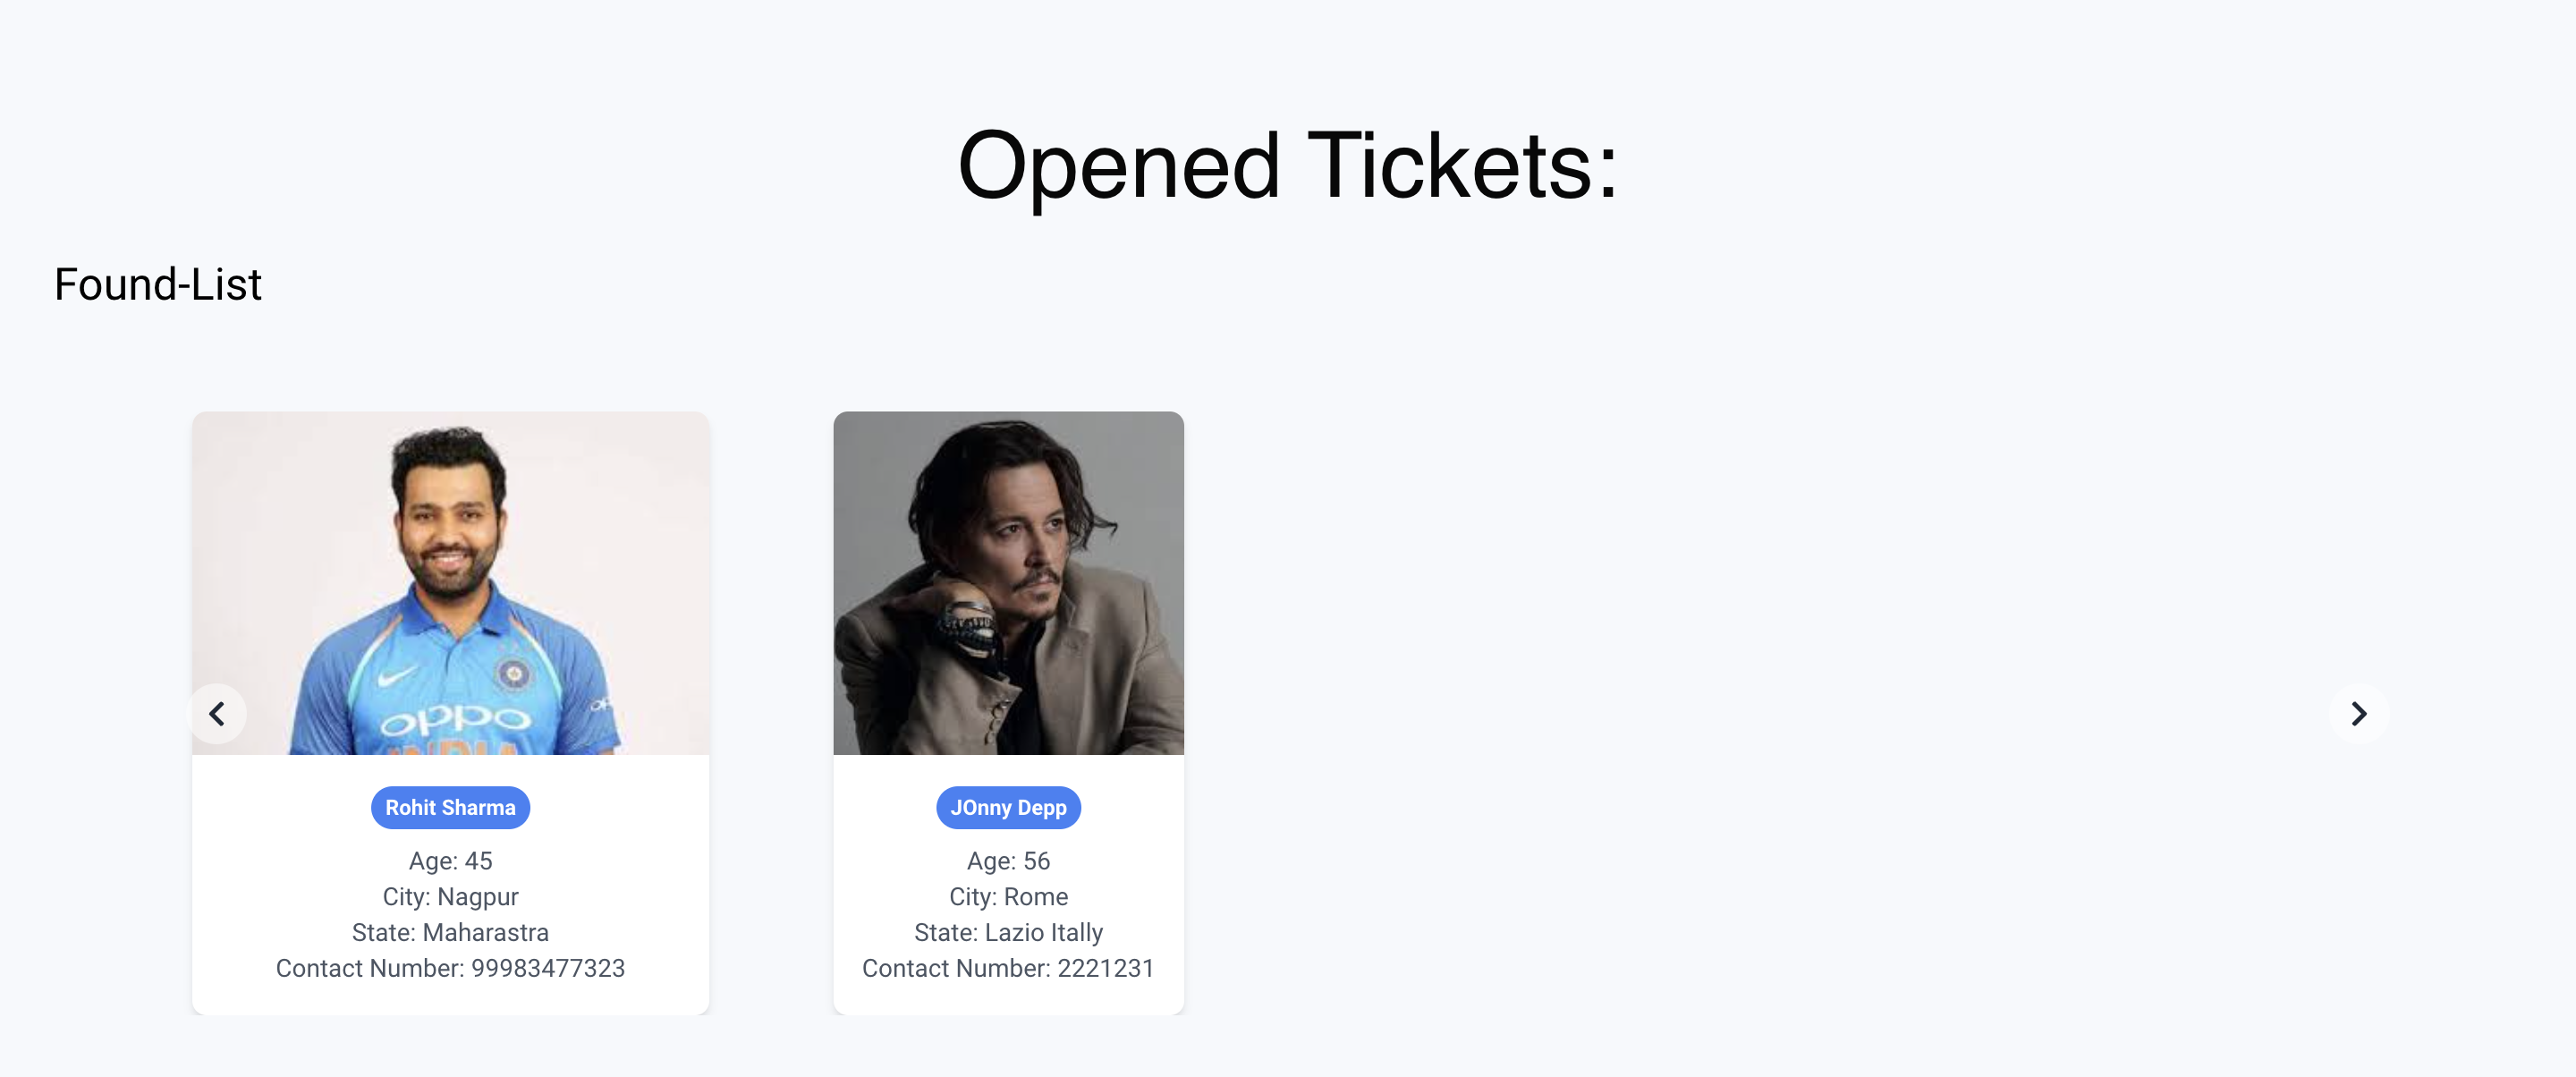 Opened Tickets:
Found-List
oppo
INDIA
Rohit Sharma
Age: 45
City: Nagpur
State: Maharastra
Contact Number: 99983477323
JOnny Depp
Age: 56
City: Rome
State: Lazio Itally
Contact Number: 2221231